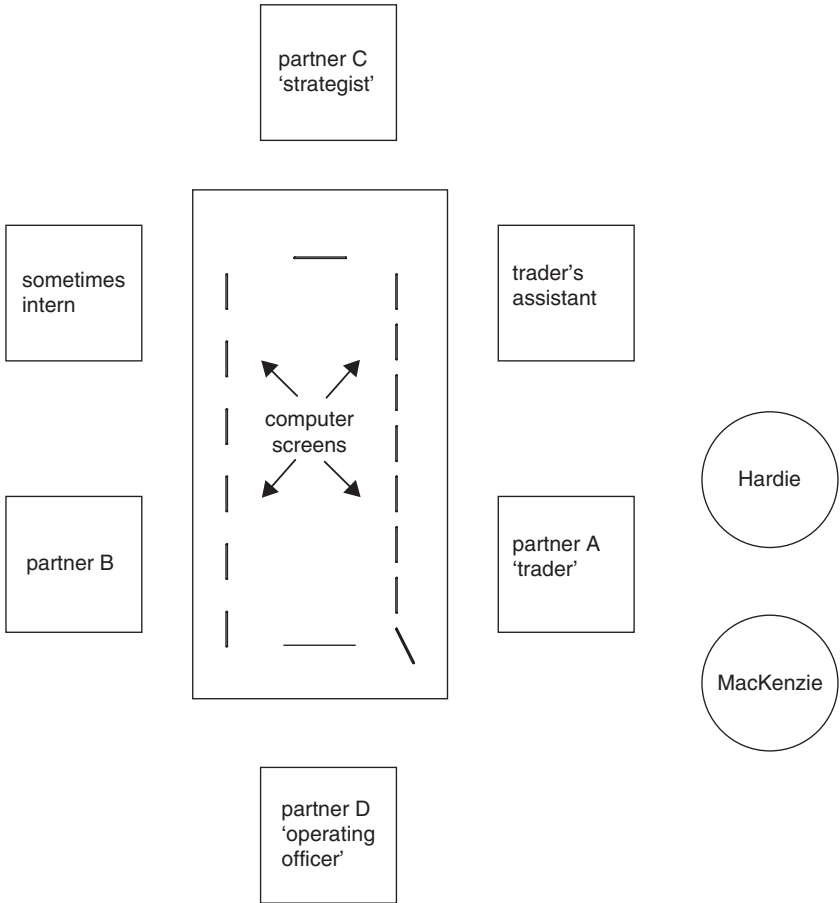 partner C
‘strategist’
sometimes
intern
trader’s
assistant
computer
screens
Hardie
partner B
partner A
‘trader’
MacKenzie
partner D
‘operating
officer’